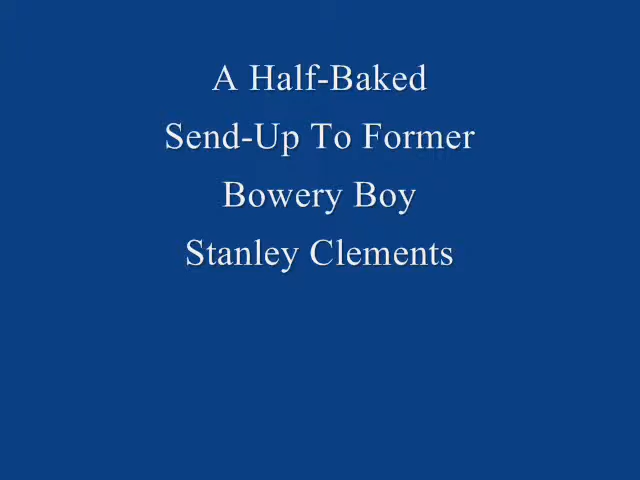 A Half-Baked
Send-Up To Former
Bowery Boy
Stanley Clements